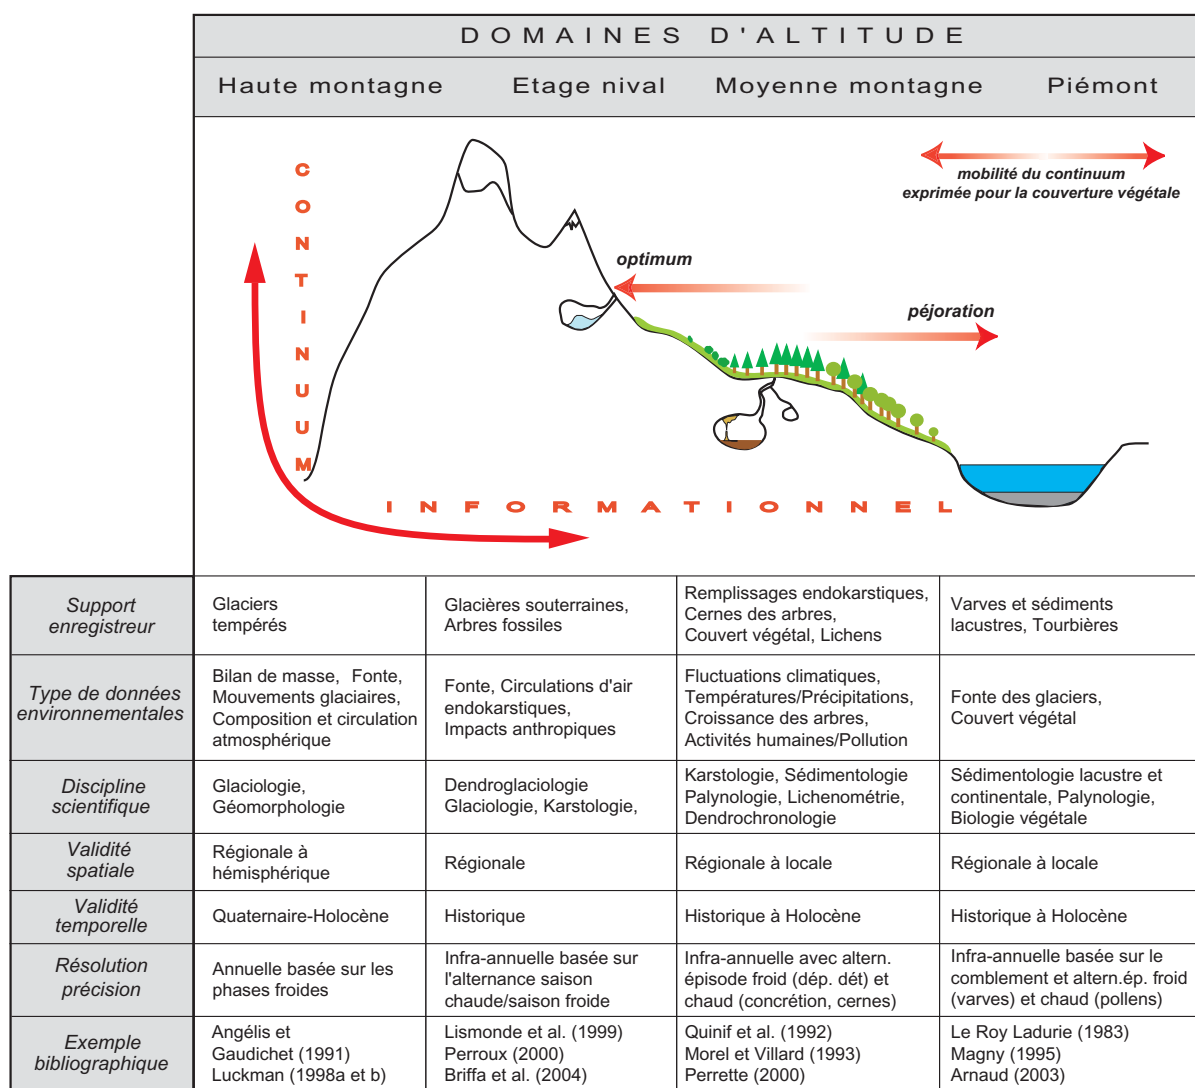 DOMAINES D'ALTITUDE
Haute montagne
Etage nival
Moyenne montagne
Piémont
CONTINUUM
mobilité du continuum
exprimée pour la couverture végétale
optimum
péjoration
INFORMATIONNEL
Support
enregistreur
Glaciers
tempérés
Glacières souterraines,
Arbres fossiles
Remplissages endokarstiques,
Cernes des arbres,
Couvert végétal, Lichens
Varves et sédiments
lacustres, Tourbières
Type de données
environnementales
Bilan de masse, Fonte,
Mouvements glaciaires,
Composition et circulation
atmosphérique
Fonte, Circulations d'air
endokarstiques,
Impacts anthropiques
Fluctuations climatiques,
Températures/Précipitations,
Croissance des arbres,
Activités humaines/Pollution
Fonte des glaciers,
Couvert végétal
Discipline
scientifique
Glaciologie,
Géomorphologie
Dendroglaciologie
Glaciologie, Karstologie,
Karstologie, Sédimentologie
Palynologie, Lichenométrie,
Dendrochronologie
Sédimentologie lacustre et
continentale, Palynologie,
Biologie végétale
Validité
spatiale
Régionale à
hémisphérique
Régionale
Régionale à locale
Régionale à locale
Validité
temporelle
Quaternaire-Holocène
Historique
Historique à Holocène
Historique à Holocène
Résolution
précision
Annuelle basée sur les
phases froides
Infra-annuelle basée sur
l'alternance saison
chaude/saison froide
Infra-annuelle avec altern.
épisode froid (dép. dét) et
chaud (concrétion, cernes)
Infra-annuelle basée sur le
comblement et altern.ép. froid
(varves) et chaud (pollens)
Exemple
bibliographique
Angélis et
Gaudichet (1991)
Luckman (1998a et b)
Lismonde et al. (1999)
Perroux (2000)
Briffa et al. (2004)
Quinif et al. (1992)
Morel et Villard (1993)
Perrette (2000)
Le Roy Ladurie (1983)
Magny (1995)
Arnaud (2003)